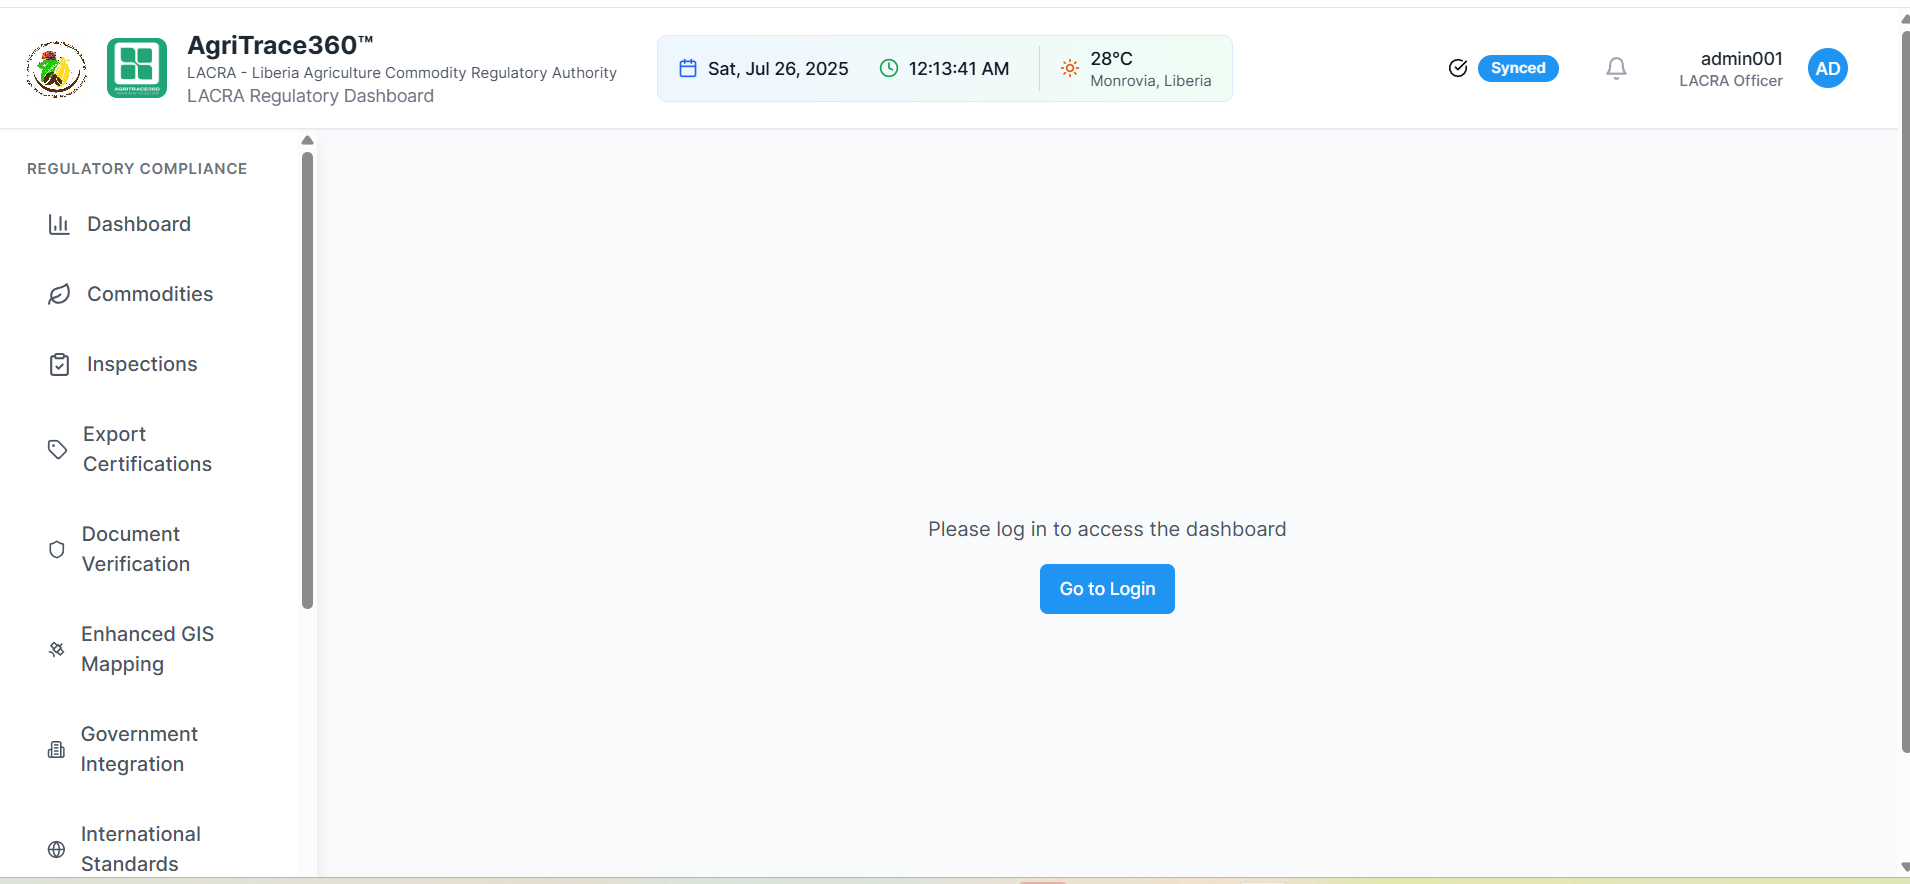 AgriTrace360™
LACRA - Liberia Agriculture Commodity Regulatory Authority
LACRA Regulatory Dashboard
AGRITRACE360
Sat, Jul 26, 2025
12:13:41 AM
28°C
Monrovia, Liberia
Synced
admin001
LACRA Officer
AD
REGULATORY COMPLIANCE
Dashboard
Commodities
Inspections
Export
Certifications
Document
Verification
Enhanced GIS
Mapping
Government
Integration
International
Standards
Please log in to access the dashboard
Go to Login